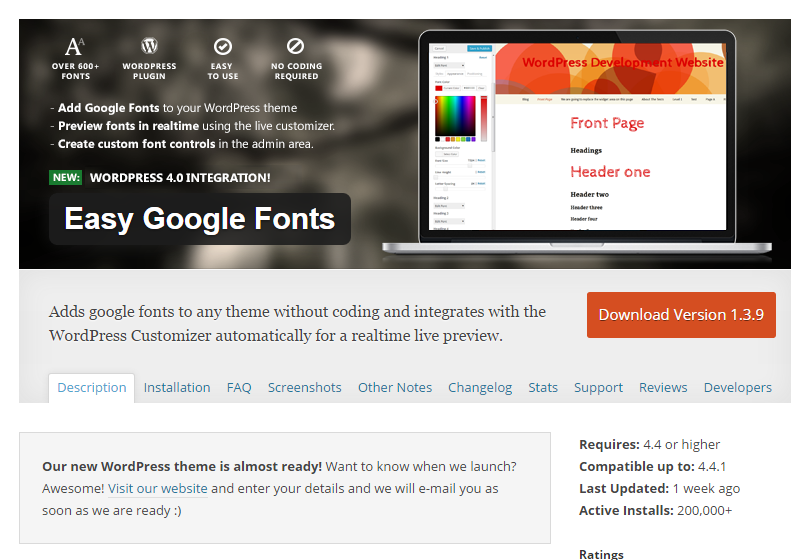 AA
OVER 600+
FONTS
WORDPRESS
PLUGIN
EASY
TO USE
NO CODING
REQUIRED
- Add Google Fonts to your WordPress theme
- Preview fonts in realtime using the live customizer.
- Create custom font controls in the admin area.
NEW: WORDPRESS 4.0 INTEGRATION!
Easy Google Fonts
WordPress Development Website
Front Page
Headings
Header one
Header two
Header three
Header four
Adds google fonts to any theme without coding and integrates with the
WordPress Customizer automatically for a realtime live preview.
Download Version 1.3.9
Description Installation FAQ Screenshots Other Notes Changelog Stats Support Reviews Developers
Our new WordPress theme is almost ready! Want to know when we launch?
Awesome! Visit our website and enter your details and we will e-mail you as
soon as we are ready :)
Requires: 4.4 or higher
Compatible up to: 4.4.1
Last Updated: 1 week ago
Active Installs: 200,000+
Ratings